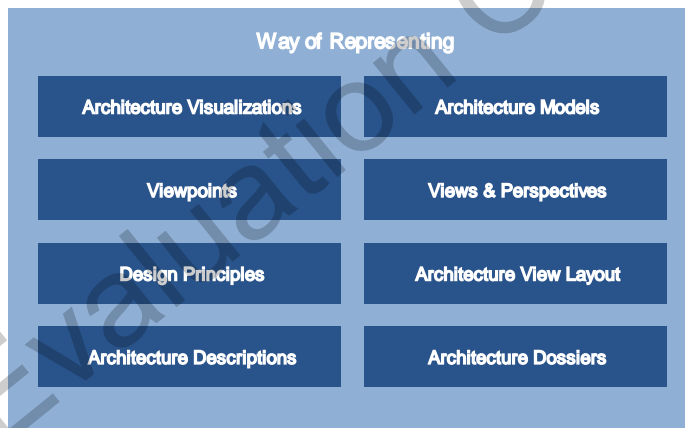 Way of Representing
Architecture Visualizations
Architecture Models
Viewpoints
Views & Perspectives
Design Principles
Architecture View Layout
Architecture Descriptions
Architecture Dossiers
Evaluation